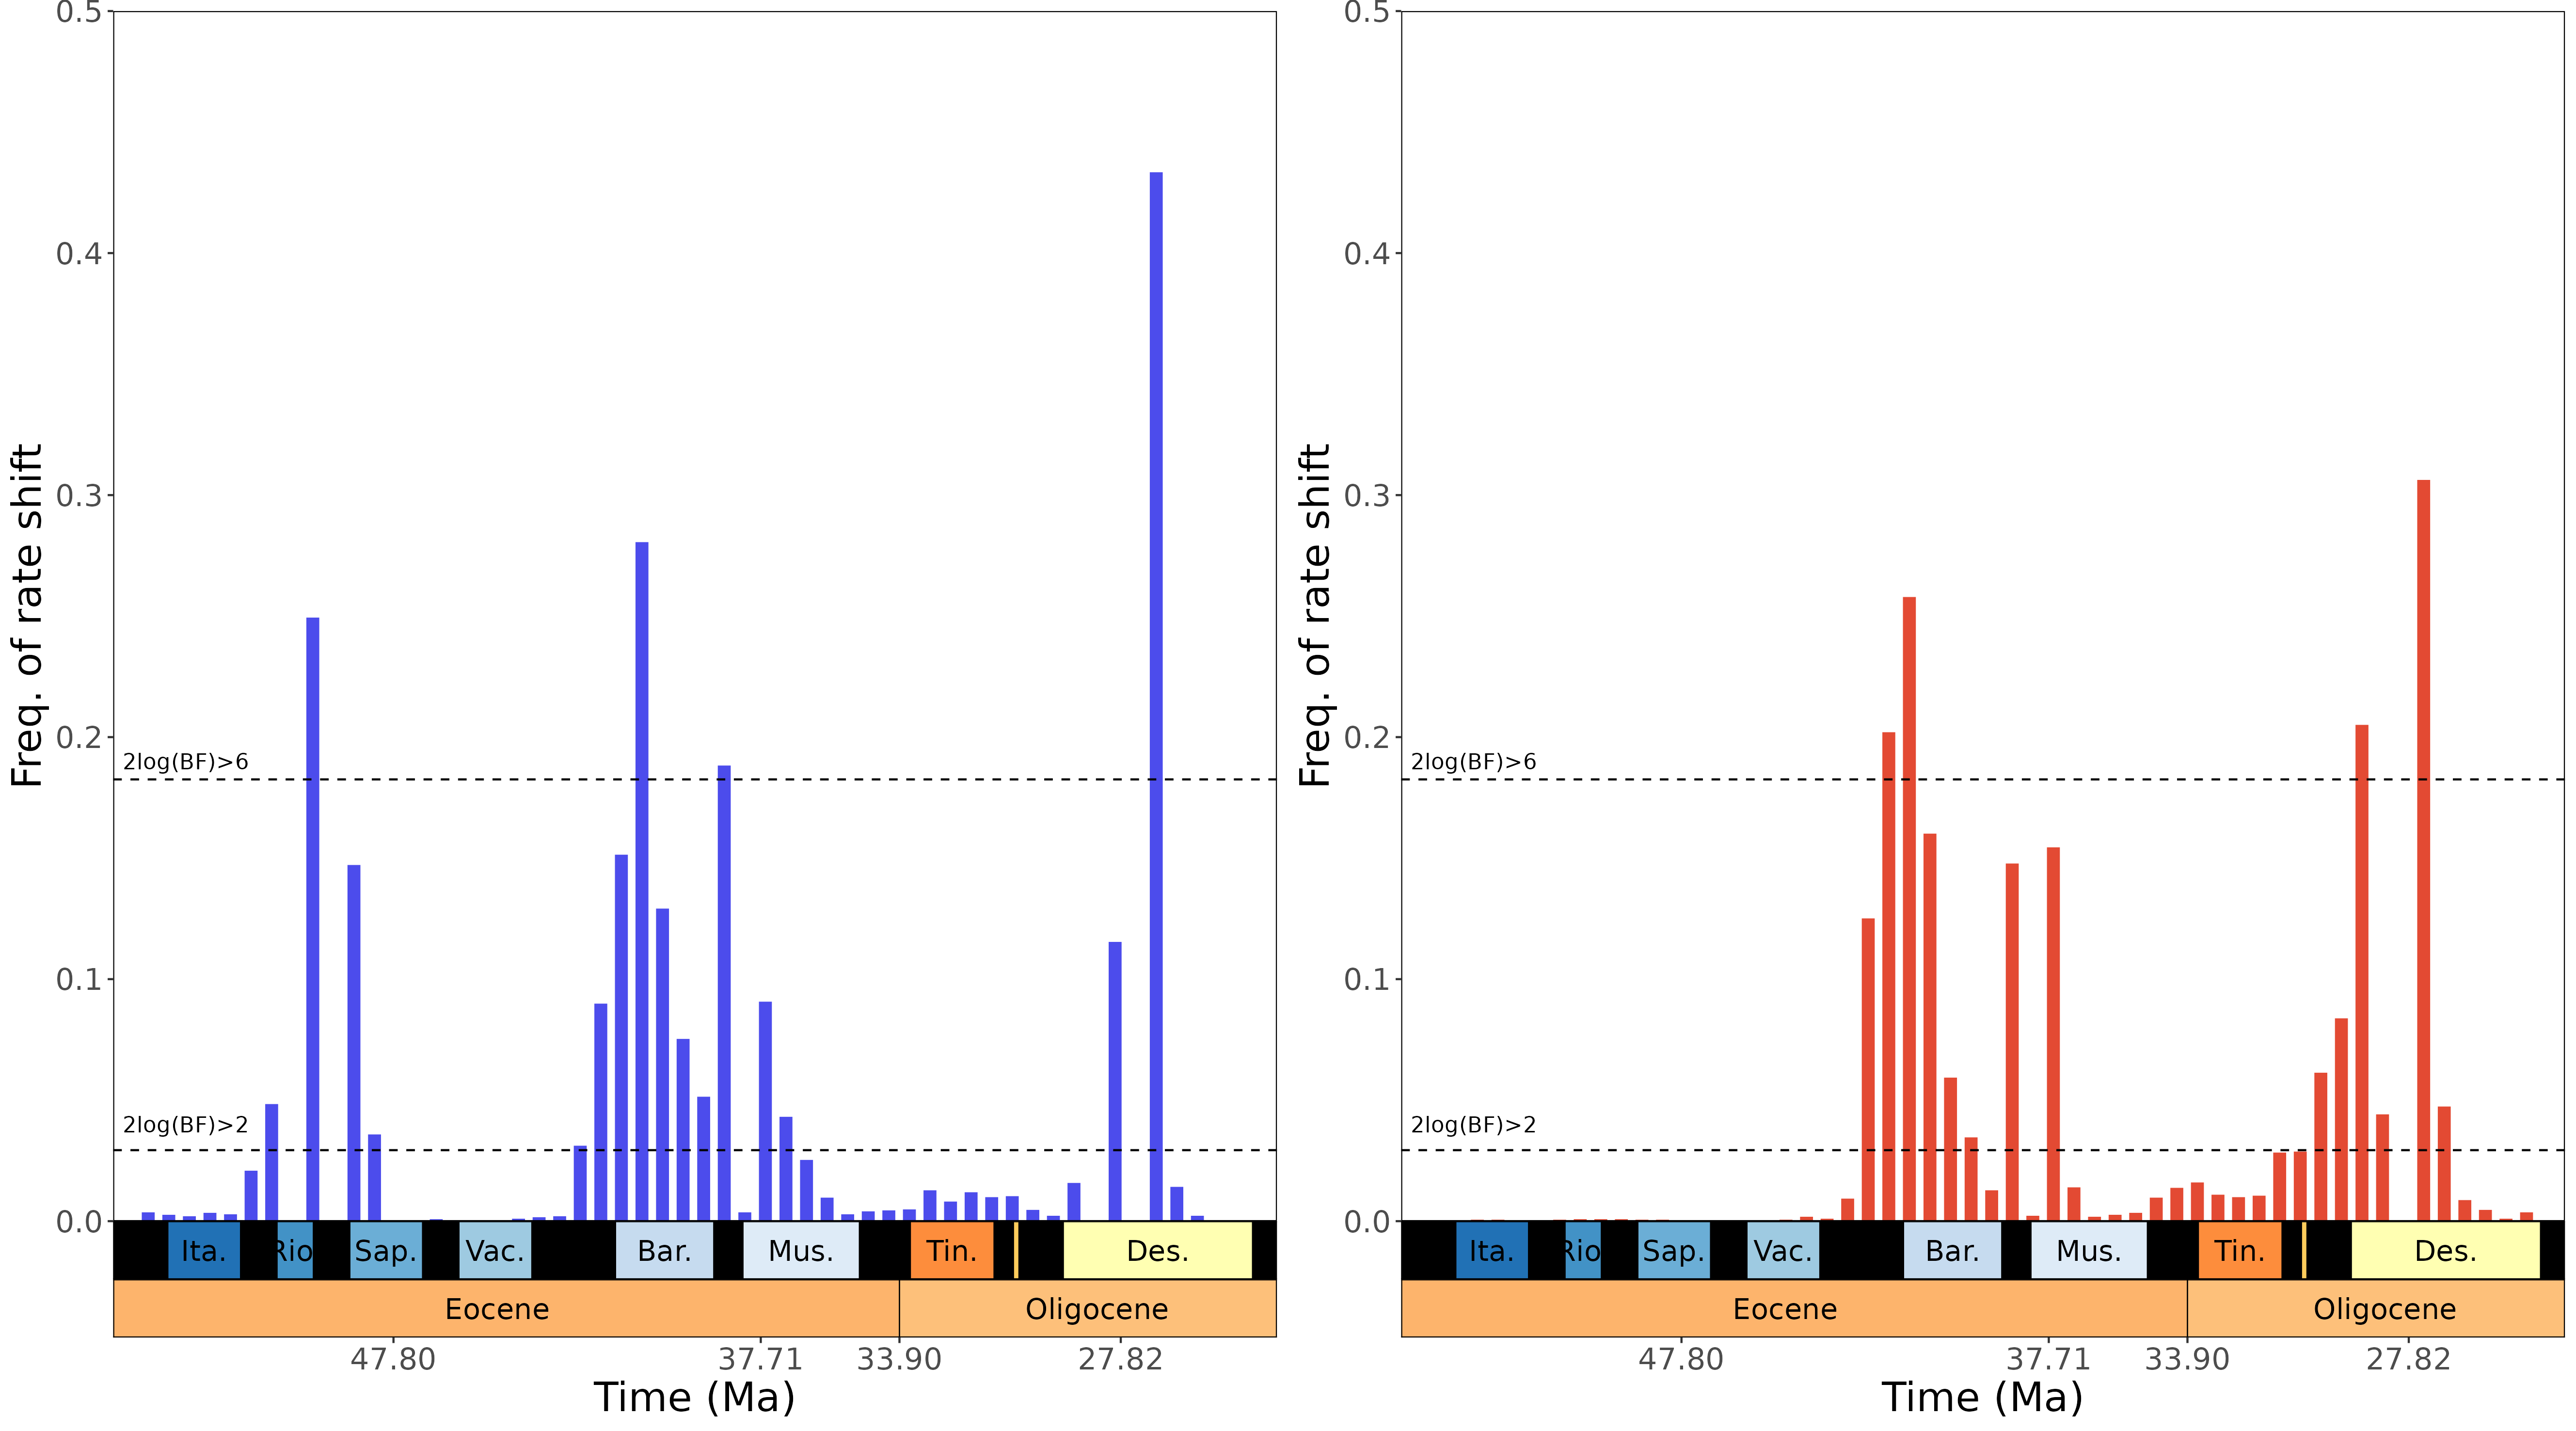 0.5
0.4
0.3
0.2
0.1
0.0
Freq. of rate shift
2log(BF)>6
2log(BF)>2
Ita. Rio Sap. Vac. Bar. Mus. Tin. Des.
Eocene Oligocene
47.80 37.71 33.90 27.82
Time (Ma)
0.5
0.4
0.3
0.2
0.1
0.0
Freq. of rate shift
2log(BF)>6
2log(BF)>2
Ita. Rio Sap. Vac. Bar. Mus. Tin. Des.
Eocene Oligocene
47.80 37.71 33.90 27.82
Time (Ma)